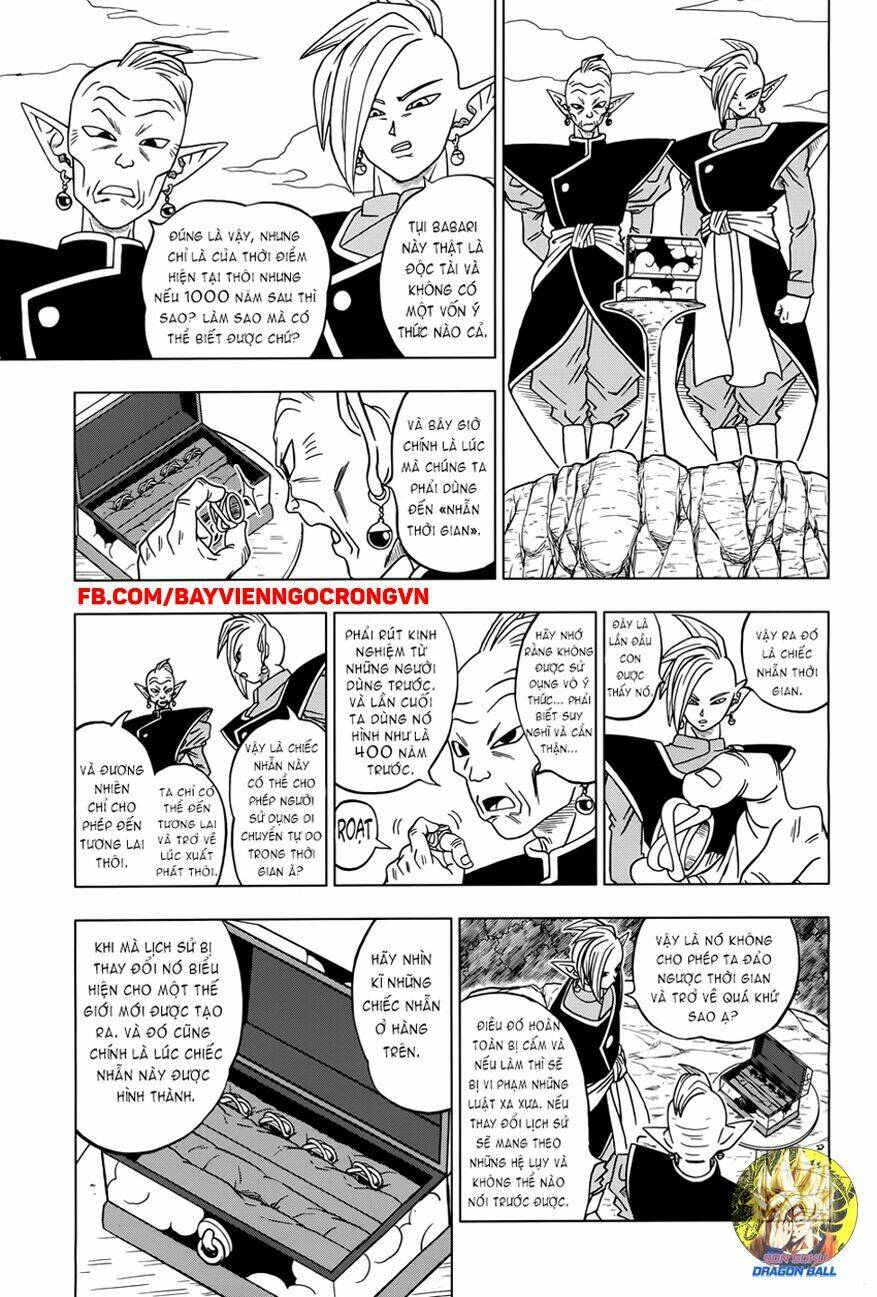 TỤI BABARI
NÀY THẬT LÀ
ĐỘC TÀI VÀ
KHÔNG CÓ
MỘT VỐN Ý
THỨC NÀO CẢ.
ĐÚNG LÀ VẬY, NHƯNG
CHỈ LÀ CỦA THỜI ĐIỂM
HIỆN TẠI THÔI NHƯNG
NẾU 1000 NĂM SAU THÌ
SAO? LÀM SAO MÀ CÓ
THỂ BIẾT ĐƯỢC CHỨ?
VÀ BÂY GIỜ
CHÍNH LÀ LÚC
MÀ CHÚNG TA
PHẢI DÙNG
ĐẾN «NHẪN
THỜI GIAN».
FB.COM/BAYVIENNGOCRONGVN
VẬY RA ĐÓ
LÀ CHIẾC
NHẪN THỜI
GIAN.
ĐÂY LÀ
LẦN ĐẦU
CON
ĐƯỢC
THẤY NÓ.
HÃY NHỚ
RẰNG KHÔNG
ĐƯỢC SỬ
DỤNG VÔ Ý
THỨC... PHẢI
BIẾT SUY
NGHĨ VÀ CẨN
THẬN...
PHẢI RÚT KINH
NGHIỆM TỪ
NHỮNG NGƯỜI
DÙNG TRƯỚC.
VÀ LẦN CUỐI
TA DÙNG NÓ
HÌNH NHƯ LÀ
400 NĂM
TRƯỚC.
ROẠT
VẬY LÀ CHIẾC
NHẪN NÀY
CÓ THỂ CHO
PHÉP NGƯỜI
SỬ DỤNG DI
CHUYỂN TỰ DO
TRONG THỜI
GIAN À?
TA CHỈ CÓ
THỂ ĐẾN
TƯƠNG LAI
VÀ TRỞ VỀ
LÚC XUẤT
PHÁT THÔI.
VÀ ĐƯƠNG
NHIÊN
CHỈ CHO
PHÉP ĐẾN
TƯƠNG LAI
THÔI.
VẬY LÀ NÓ KHÔNG
CHO PHÉP TA ĐẢO
NGƯỢC THỜI GIAN
VÀ TRỞ VỀ QUÁ KHỨ
SAO Ạ?
ĐIỀU ĐÓ HOÀN
TOÀN BỊ CẤM VÀ
NẾU LÀM THÌ SẼ
BỊ VI PHẠM NHỮNG
LUẬT XA XƯA. NẾU
THAY ĐỔI LỊCH SỬ
SẼ MANG THEO
NHỮNG HỆ LỤY VÀ
KHÔNG THỂ NÀO
NÓI TRƯỚC ĐƯỢC.
HÃY NHÌN
KĨ NHỮNG
CHIẾC NHẪN
Ở HÀNG
TRÊN.
KHI MÀ LỊCH SỬ BỊ
THAY ĐỔI NÓ BIỂU
HIỆN CHO MỘT THẾ
GIỚI MỚI ĐƯỢC TẠO
RA. VÀ ĐÓ CŨNG
CHÍNH LÀ LÚC CHIẾC
NHẪN NÀY ĐƯỢC
HÌNH THÀNH.
SON GOKU
DRAGON BALL